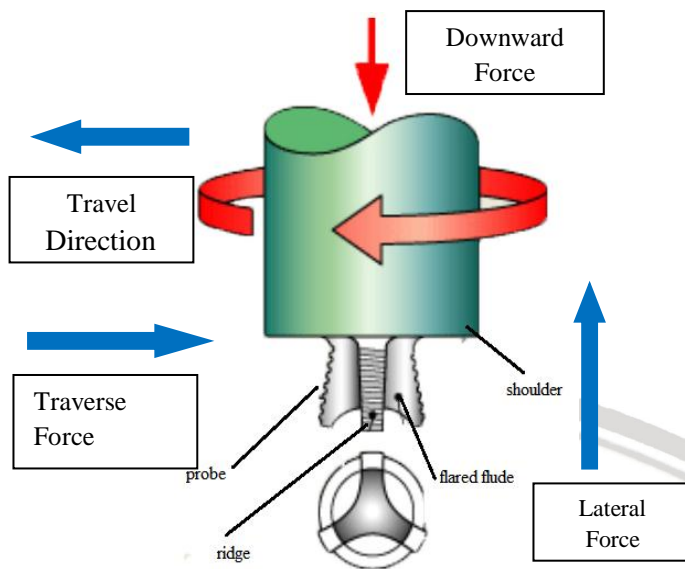 Downward
Force
Travel
Direction
Traverse
Force
shoulder
probe
flared flude
ridge
Lateral
Force